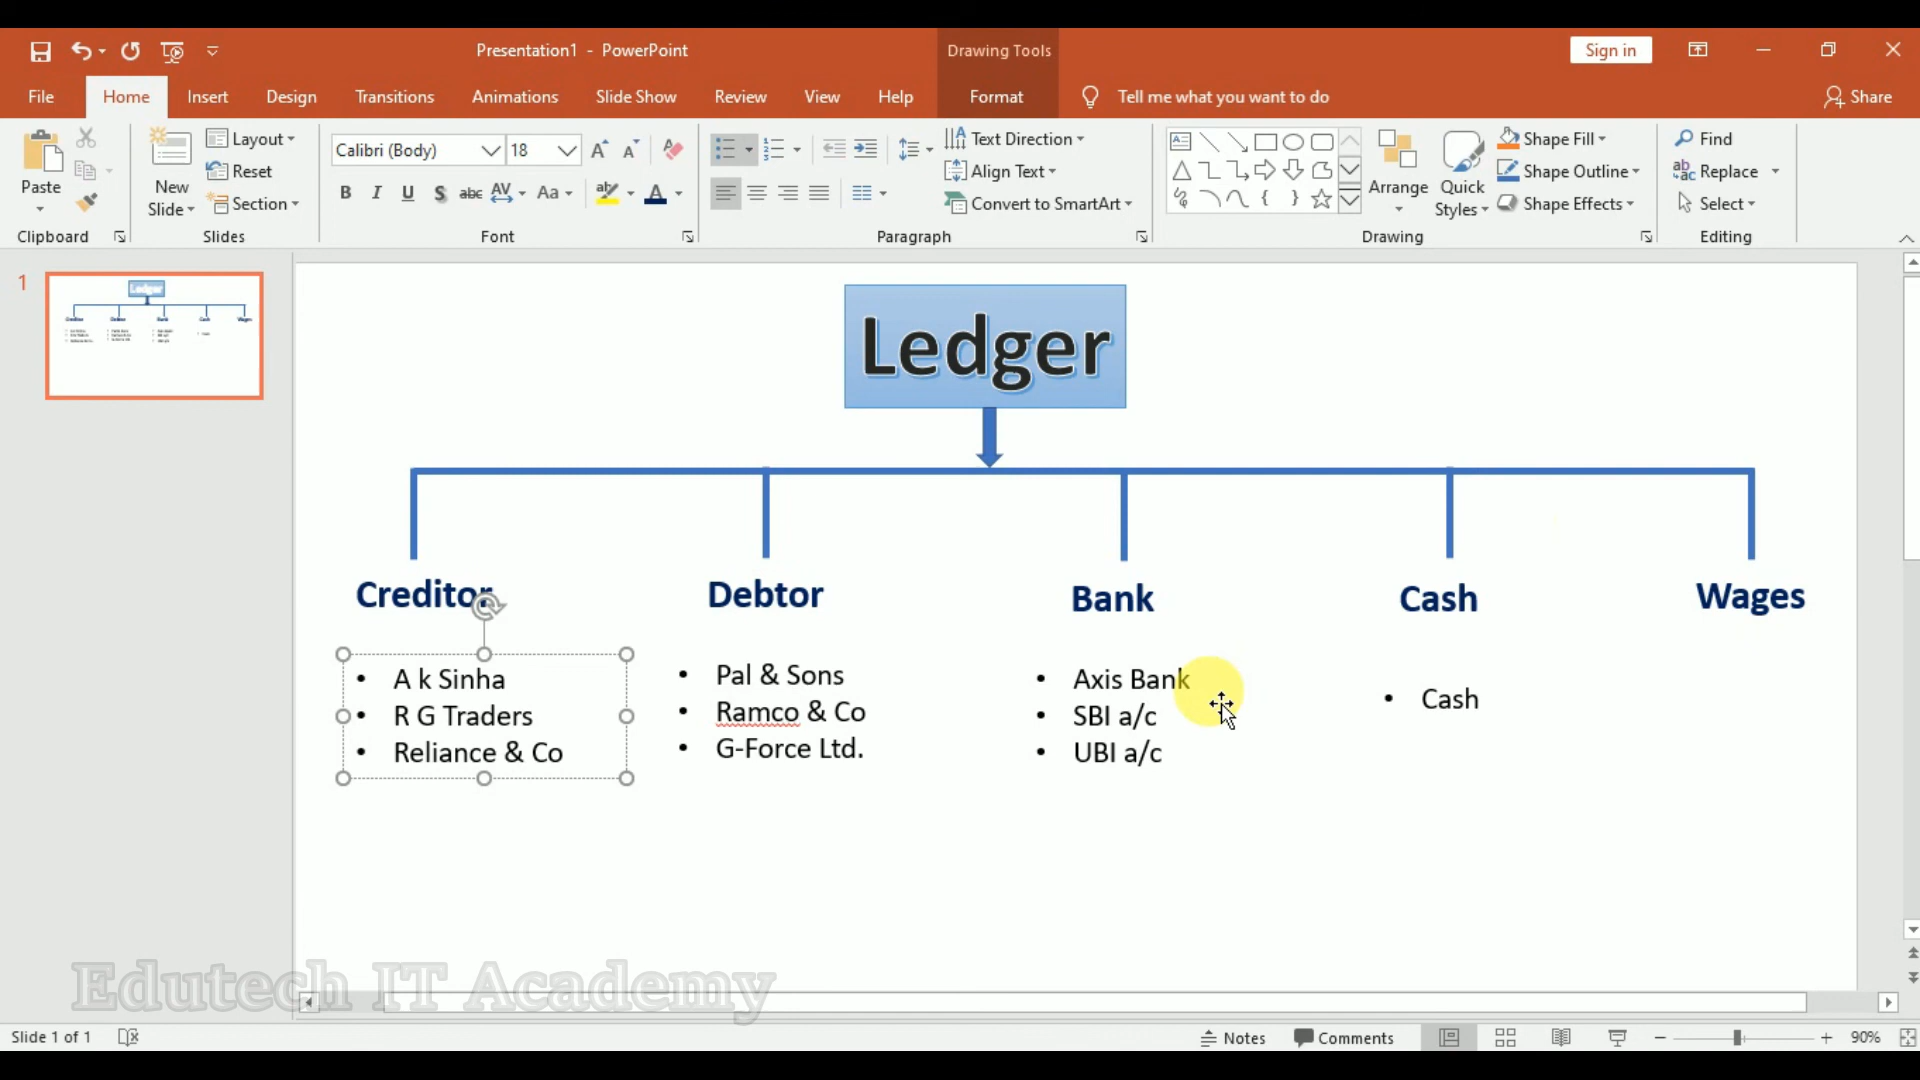 Presentation1 - PowerPoint
Drawing Tools
Sign in
File
Home
Insert
Design
Transitions
Animations
Slide Show
Review
View
Help
Format
Tell me what you want to do
Share
Paste
Clipboard
New Slide
Layout
Reset
Section
Slides
Calibri (Body)
18
Font
Paragraph
Text Direction
Align Text
Convert to SmartArt
Arrange
Quick Styles
Shape Fill
Shape Outline
Shape Effects
Drawing
Find
Replace
Select
Editing
1
Ledger
Creditor
Debtor
Bank
Cash
Wages
• A k Sinha
• R G Traders
• Reliance & Co
• Pal & Sons
• Ramco & Co
• G-Force Ltd.
• Axis Bank
• SBI a/c
• UBI a/c
• Cash
Edutech IT Academy
Slide 1 of 1
Notes
Comments
90%